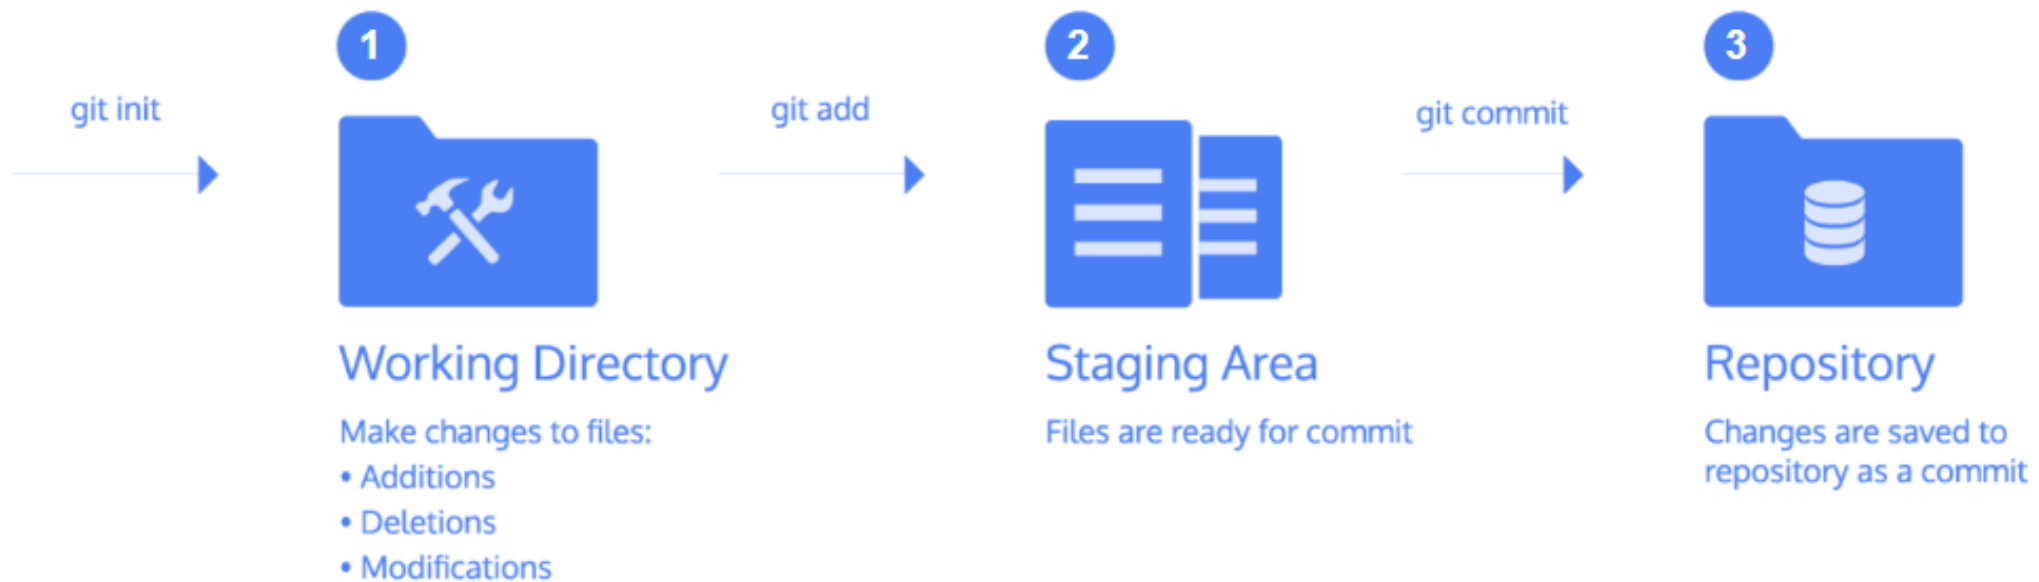 1
2
3
git init
git add
git commit
Working Directory
Make changes to files:
• Additions
• Deletions
• Modifications
Staging Area
Files are ready for commit
Repository
Changes are saved to
repository as a commit